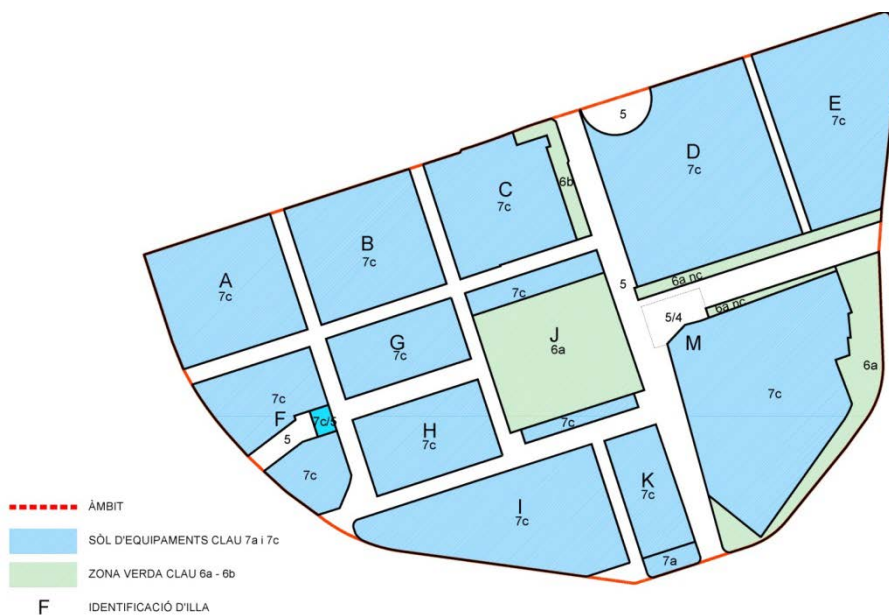 E
7c
5
D
7c
C
7c
6b
B
7c
A
7c
6a nc
5
7c
5/4
6a nc
J
6a
G
7c
M
7c
6a
7c
F
7c/5
5
7c
H
7c
7c
K
7c
I
7c
7a
ÀMBIT
SÒL D'EQUIPAMENTS CLAU 7a i 7c
ZONA VERDA CLAU 6a - 6b
F IDENTIFICACIÓ D'ILLA